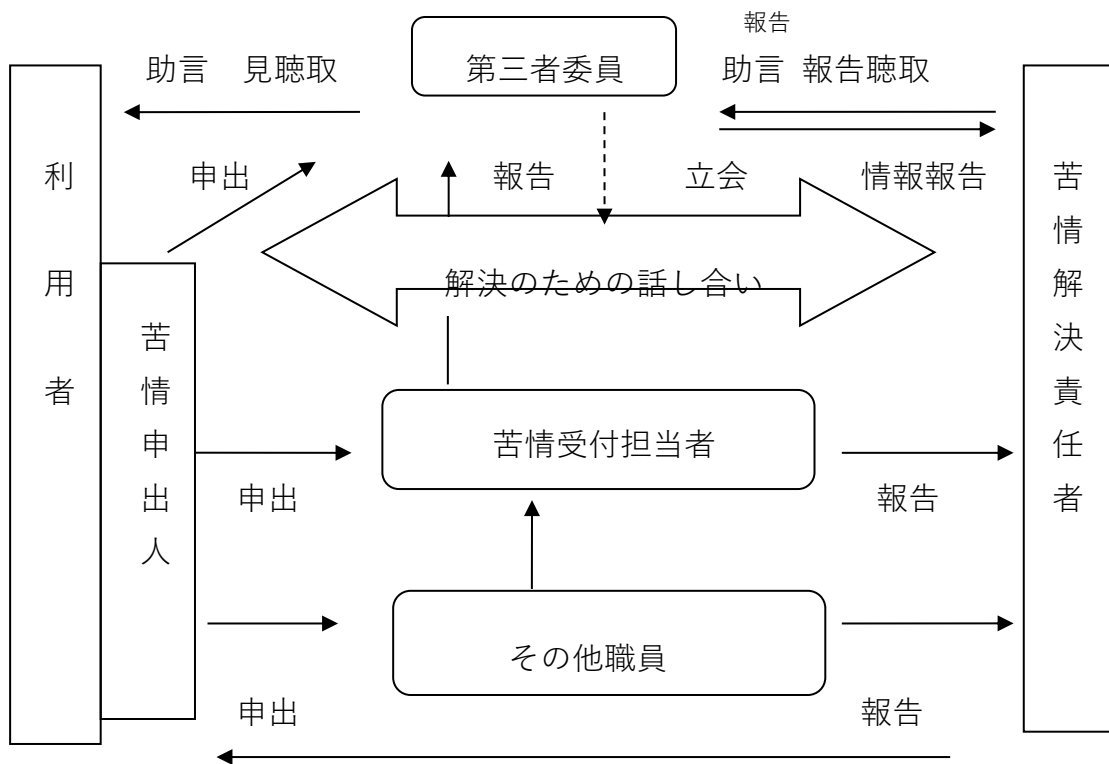 報告
助言 見聴取
第三者委員
助言 報告聴取
利用者
申出
報告
立会
情報報告
苦情解決責任者
解決のための話し合い
苦情申出人
苦情受付担当者
申出
報告
その他職員
申出
報告